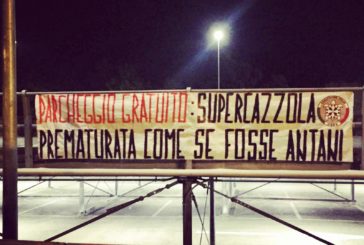 PARCHEGGIO GRATUITO: SUPERCAZZOLA
PREMATURATA COME SE FOSSE ANTANI